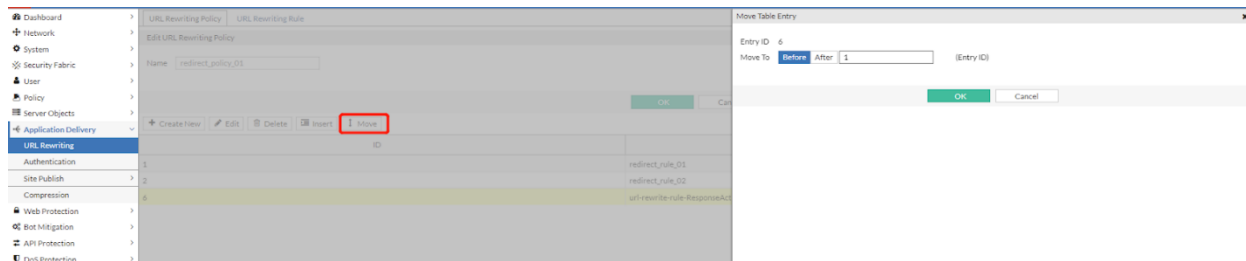 Dashboard
Network
System
Security Fabric
User
Policy
Server Objects
Application Delivery
URL Rewriting
Authentication
Site Publish
Compression
Web Protection
Bot Mitigation
API Protection
DoS Protection
URL Rewriting Policy URL Rewriting Rule
Edit URL Rewriting Policy
Name redirect_policy_01
OK Can
Create New Edit Delete Insert Move
ID
1 redirect_rule_01
2 redirect_rule_02
6 url-rewrite-rule-ResponseAct
Move Table Entry
Entry ID 6
Move To Before After 1 (Entry ID)
OK Cancel